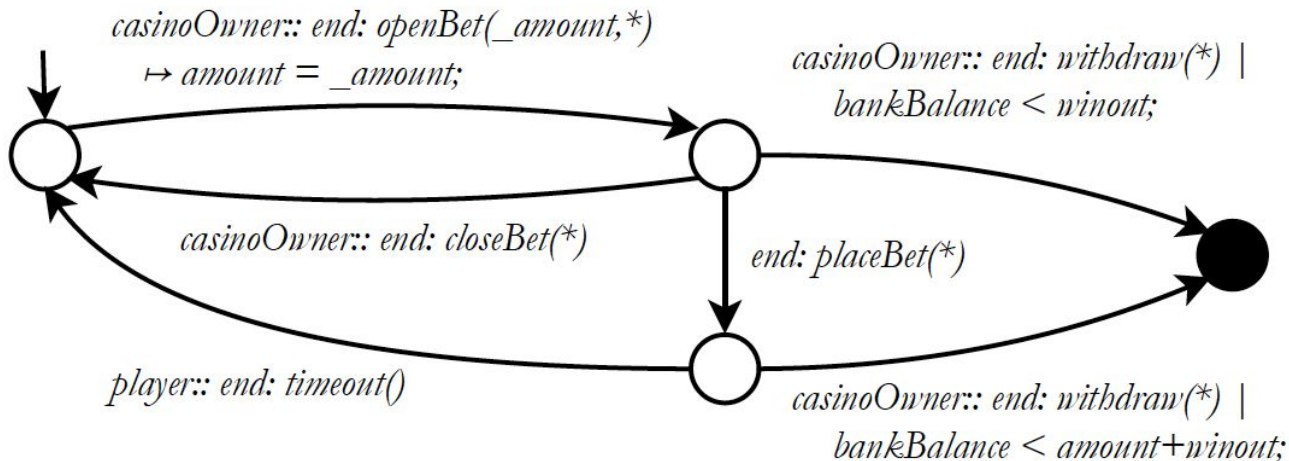 casinoOwner:: end: openBet(_amount,*)
↦ amount = _amount;
casinoOwner:: end: withdraw(*) |
bankBalance < winout;
casinoOwner:: end: closeBet(*)
end: placeBet(*)
player:: end: timeout()
casinoOwner:: end: withdraw(*) |
bankBalance < amount+winout;